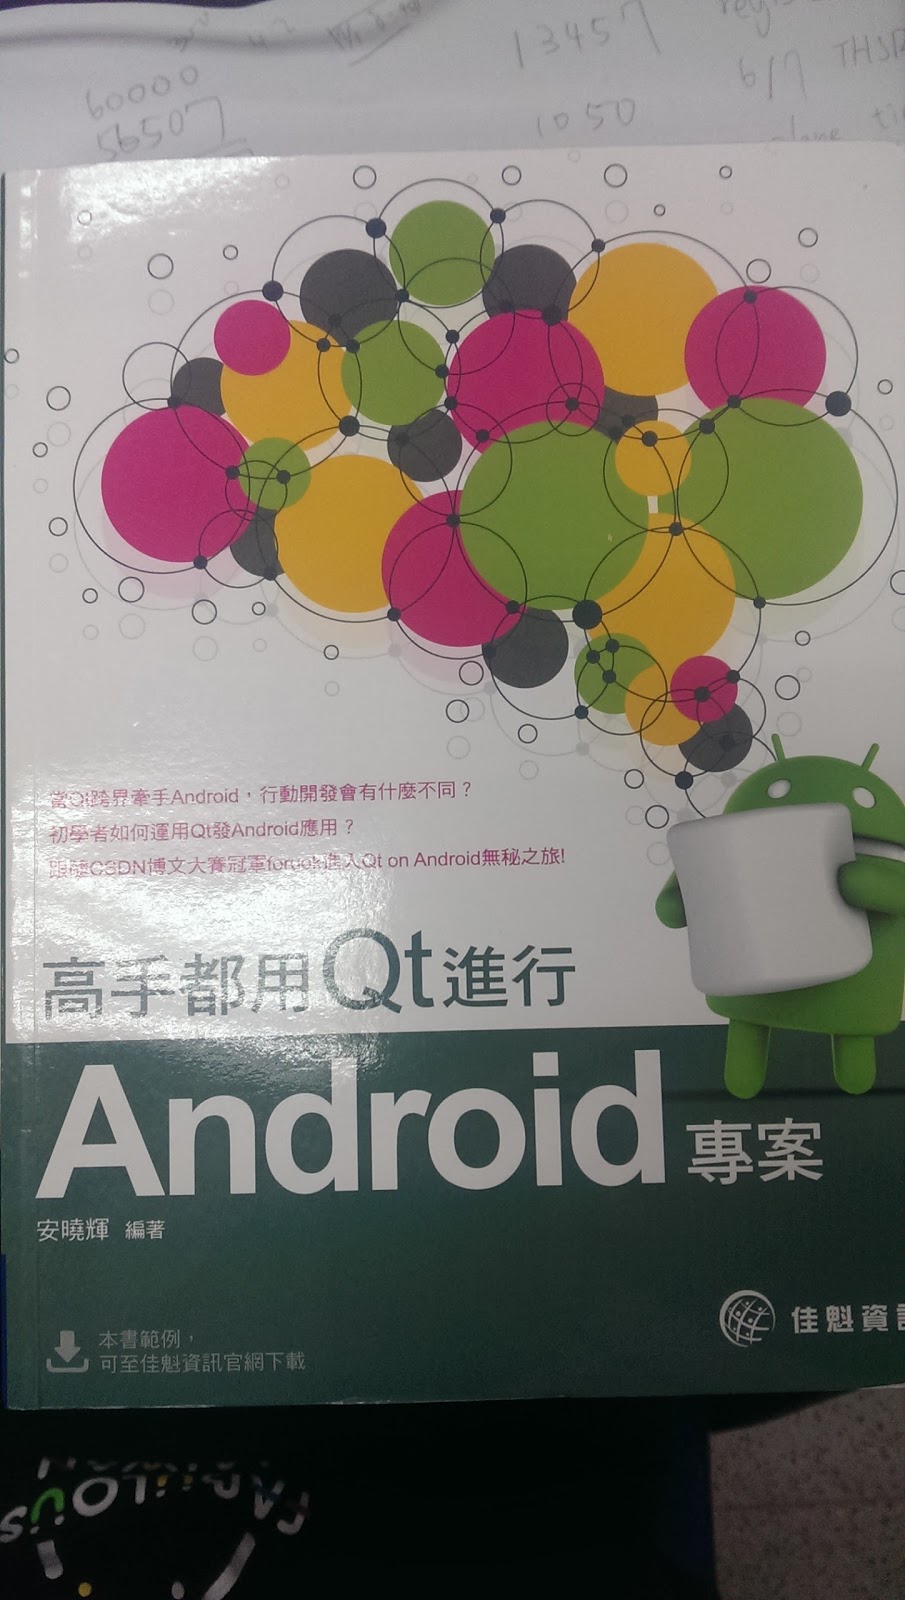 60000
56507
13457
1050
6/7 THSR
當Qt跨界牽手Android，行動開發會有什麼不同？
初學者如何運用Qt發Android應用？
跟隨CSDN博文大賽冠軍foruok進入Qt on Android無秘之旅!
高手都用Qt進行
Android 專案
安曉輝 編著
本書範例，
可至佳魁資訊官網下載
佳魁資訊
FABULOUS
TAIWAN